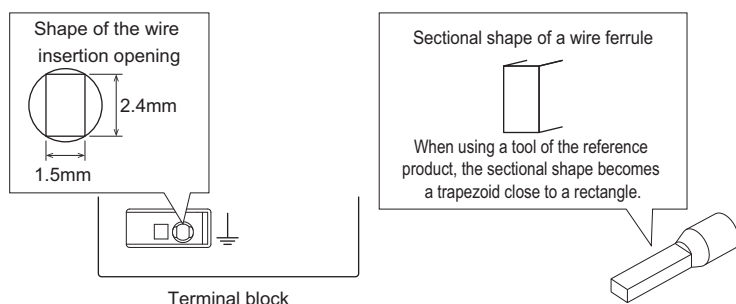 Shape of the wire
insertion opening
2.4mm
1.5mm
Terminal block
Sectional shape of a wire ferrule
When using a tool of the reference
product, the sectional shape becomes
a trapezoid close to a rectangle.